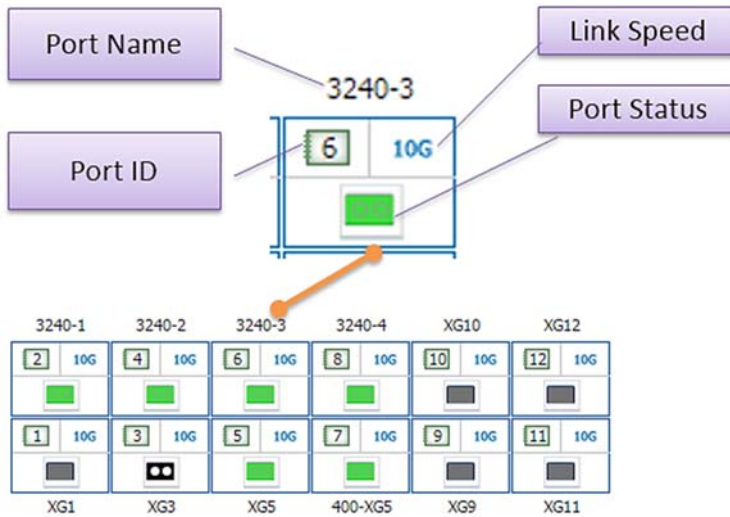 Port Name
Link Speed
3240-3
Port Status
6 10G
Port ID
3240-1 3240-2 3240-3 3240-4 XG10 XG12
2 10G 4 10G 6 10G 8 10G 10 10G 12 10G
1 10G 3 10G 5 10G 7 10G 9 10G 11 10G
XG1 XG3 XG5 400-XG5 XG9 XG11